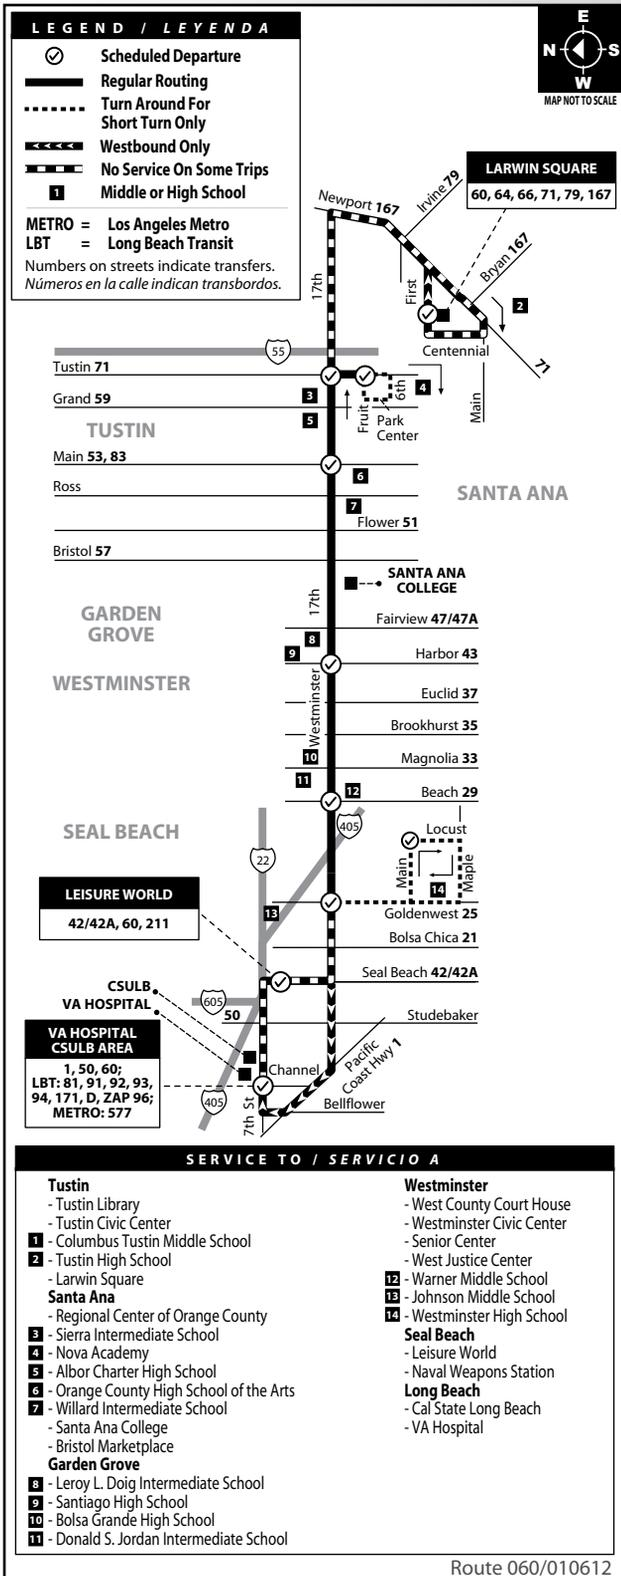 LEGEND / LEYENDA
Scheduled Departure
Regular Routing
Turn Around For
Short Turn Only
Westbound Only
No Service On Some Trips
1 Middle or High School
METRO = Los Angeles Metro
LBT = Long Beach Transit
Numbers on streets indicate transfers.
Números en la calle indican transbordos.
E
N S
W
MAP NOT TO SCALE
LARWIN SQUARE
60, 64, 66, 71, 79, 167
Newport 167
Irvine 79
Bryan 167
17th
First
2
Centennial
71
Main
55
Tustin 71
3
4
6th
Grand 59
5
Fruit
Park
Center
TUSTIN
Main 53, 83
6
Ross
7
SANTA ANA
Flower 51
Bristol 57
SANTA ANA
COLLEGE
17th
GARDEN
GROVE
Fairview 47/47A
8
9
Harbor 43
WESTMINSTER
Westminster
Euclid 37
Brookhurst 35
10
Magnolia 33
11
12
Beach 29
SEAL BEACH
405
22
Locust
Main
Maple
14
LEISURE WORLD
42/42A, 60, 211
13
Goldenwest 25
Bolsa Chica 21
Seal Beach 42/42A
CSULB
VA HOSPITAL
605
50
Studebaker
VA HOSPITAL
CSULB AREA
1, 50, 60;
LBT: 81, 91, 92, 93,
94, 171, D, ZAP 96;
METRO: 577
Channel
Pacific
Coast Hwy 1
405
7th St
Bellflower
SERVICE TO / SERVICIO A
Tustin
- Tustin Library
- Tustin Civic Center
1 - Columbus Tustin Middle School
2 - Tustin High School
- Larwin Square
Santa Ana
- Regional Center of Orange County
3 - Sierra Intermediate School
4 - Nova Academy
5 - Albor Charter High School
6 - Orange County High School of the Arts
7 - Willard Intermediate School
- Santa Ana College
- Bristol Marketplace
Garden Grove
8 - Leroy L. Doig Intermediate School
9 - Santiago High School
10 - Bolsa Grande High School
11 - Donald S. Jordan Intermediate School
Westminster
- West County Court House
- Westminster Civic Center
- Senior Center
- West Justice Center
12 - Warner Middle School
13 - Johnson Middle School
14 - Westminster High School
Seal Beach
- Leisure World
- Naval Weapons Station
Long Beach
- Cal State Long Beach
- VA Hospital
Route 060/010612